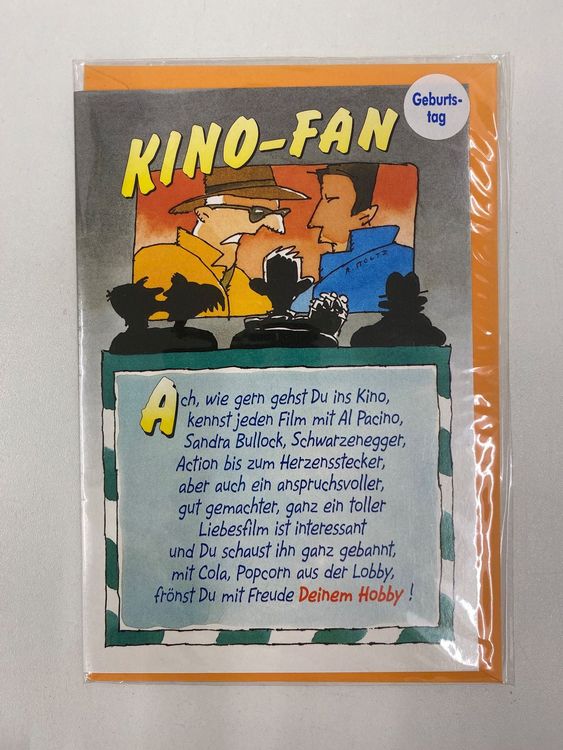 Geburts-
tag
KINO-FAN
A. HOLTZ
Ach, wie gern gehst Du ins Kino,
kennst jeden Film mit Al Pacino,
Sandra Bullock, Schwarzenegger,
Action bis zum Herzensstecker,
aber auch ein anspruchsvoller,
gut gemachter, ganz ein toller
Liebesfilm ist interessant
und Du schaust ihn ganz gebannt,
mit Cola, Popcorn aus der Lobby,
frönst Du mit Freude Deinem Hobby !